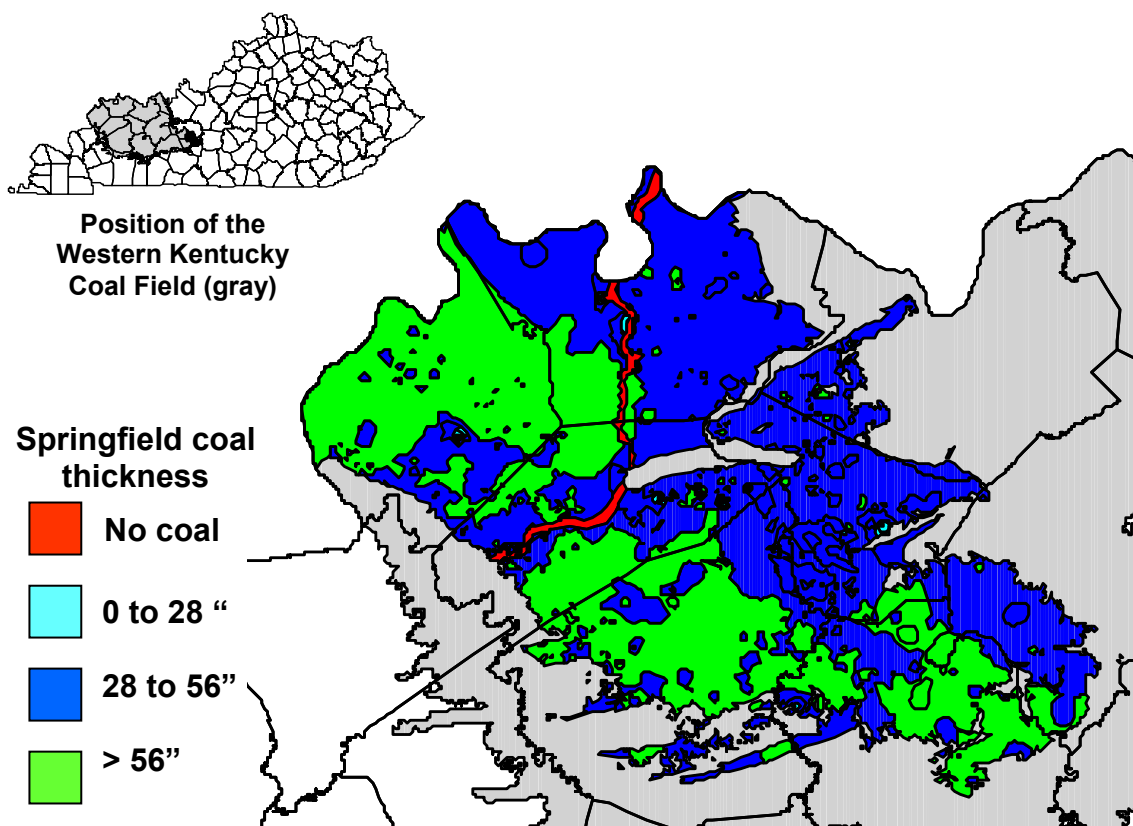 Position of the
Western Kentucky
Coal Field (gray)
Springfield coal
thickness
No coal
0 to 28 “
28 to 56”
> 56”